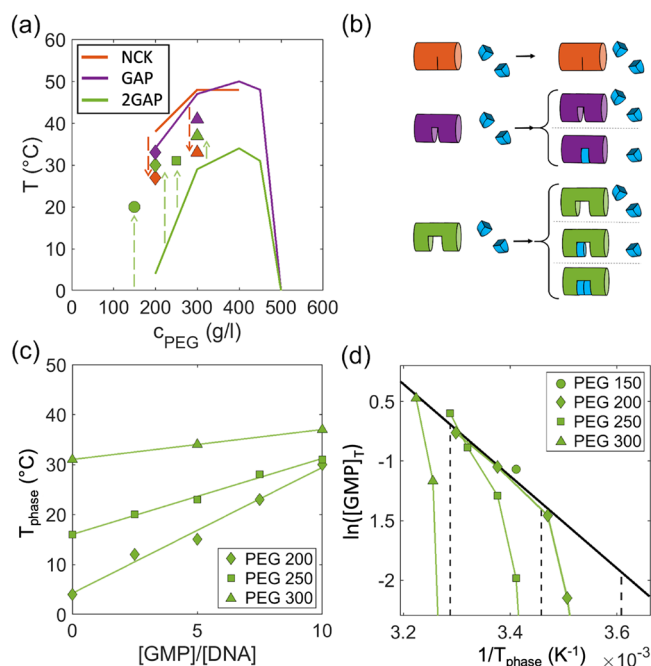 (a)
NCK
GAP
2GAP
60
50
40
30
20
10
0
T (°C)
0 100 200 300 400 500 600
c_PEG (g/l)
(b)
(c)
50
40
30
20
10
0
T_phase (°C)
PEG 200
PEG 250
PEG 300
0 5 10
[GMP]/[DNA]
(d)
0.5
-1
1.5
-2
ln([GMP]_T)
PEG 150
PEG 200
PEG 250
PEG 300
3.2 3.4 3.6
1/T_phase (K⁻¹) ×10⁻³